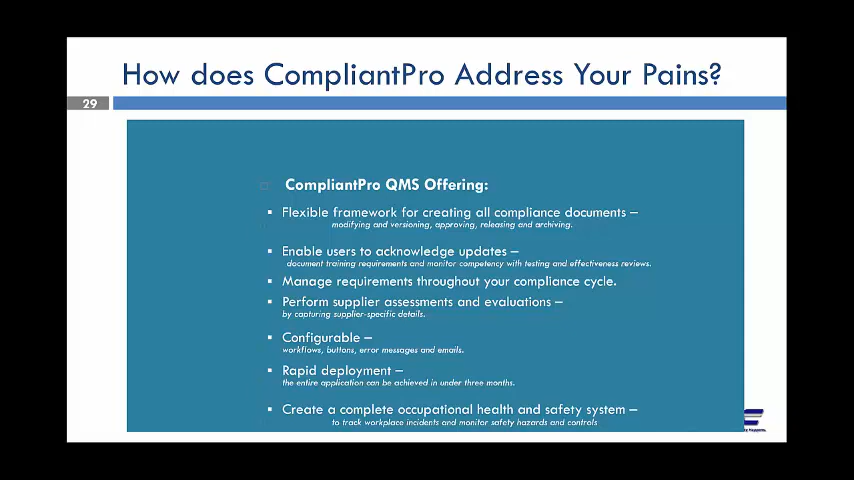 How does CompliantPro Address Your Pains?
29
CompliantPro QMS Offering:
Flexible framework for creating all compliance documents –
modifying and versioning, approving, releasing and archiving.
Enable users to acknowledge updates –
document training requirements and monitor competency with testing and effectiveness reviews.
Manage requirements throughout your compliance cycle.
Perform supplier assessments and evaluations –
by capturing supplier-specific details.
Configurable –
workflows, buttons, error messages and emails.
Rapid deployment –
the entire application can be achieved in under three months.
Create a complete occupational health and safety system –
to track workplace incidents and monitor safety hazards and controls